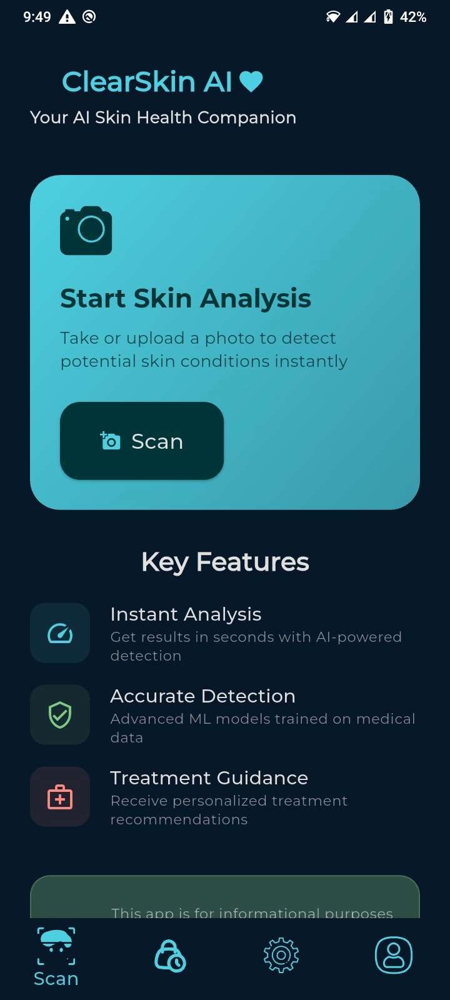 9:49
42%
ClearSkin AI
Your AI Skin Health Companion
Start Skin Analysis
Take or upload a photo to detect
potential skin conditions instantly
Scan
Key Features
Instant Analysis
Get results in seconds with AI-powered
detection
Accurate Detection
Advanced ML models trained on medical
data
Treatment Guidance
Receive personalized treatment
recommendations
This app is for informational purposes
Scan